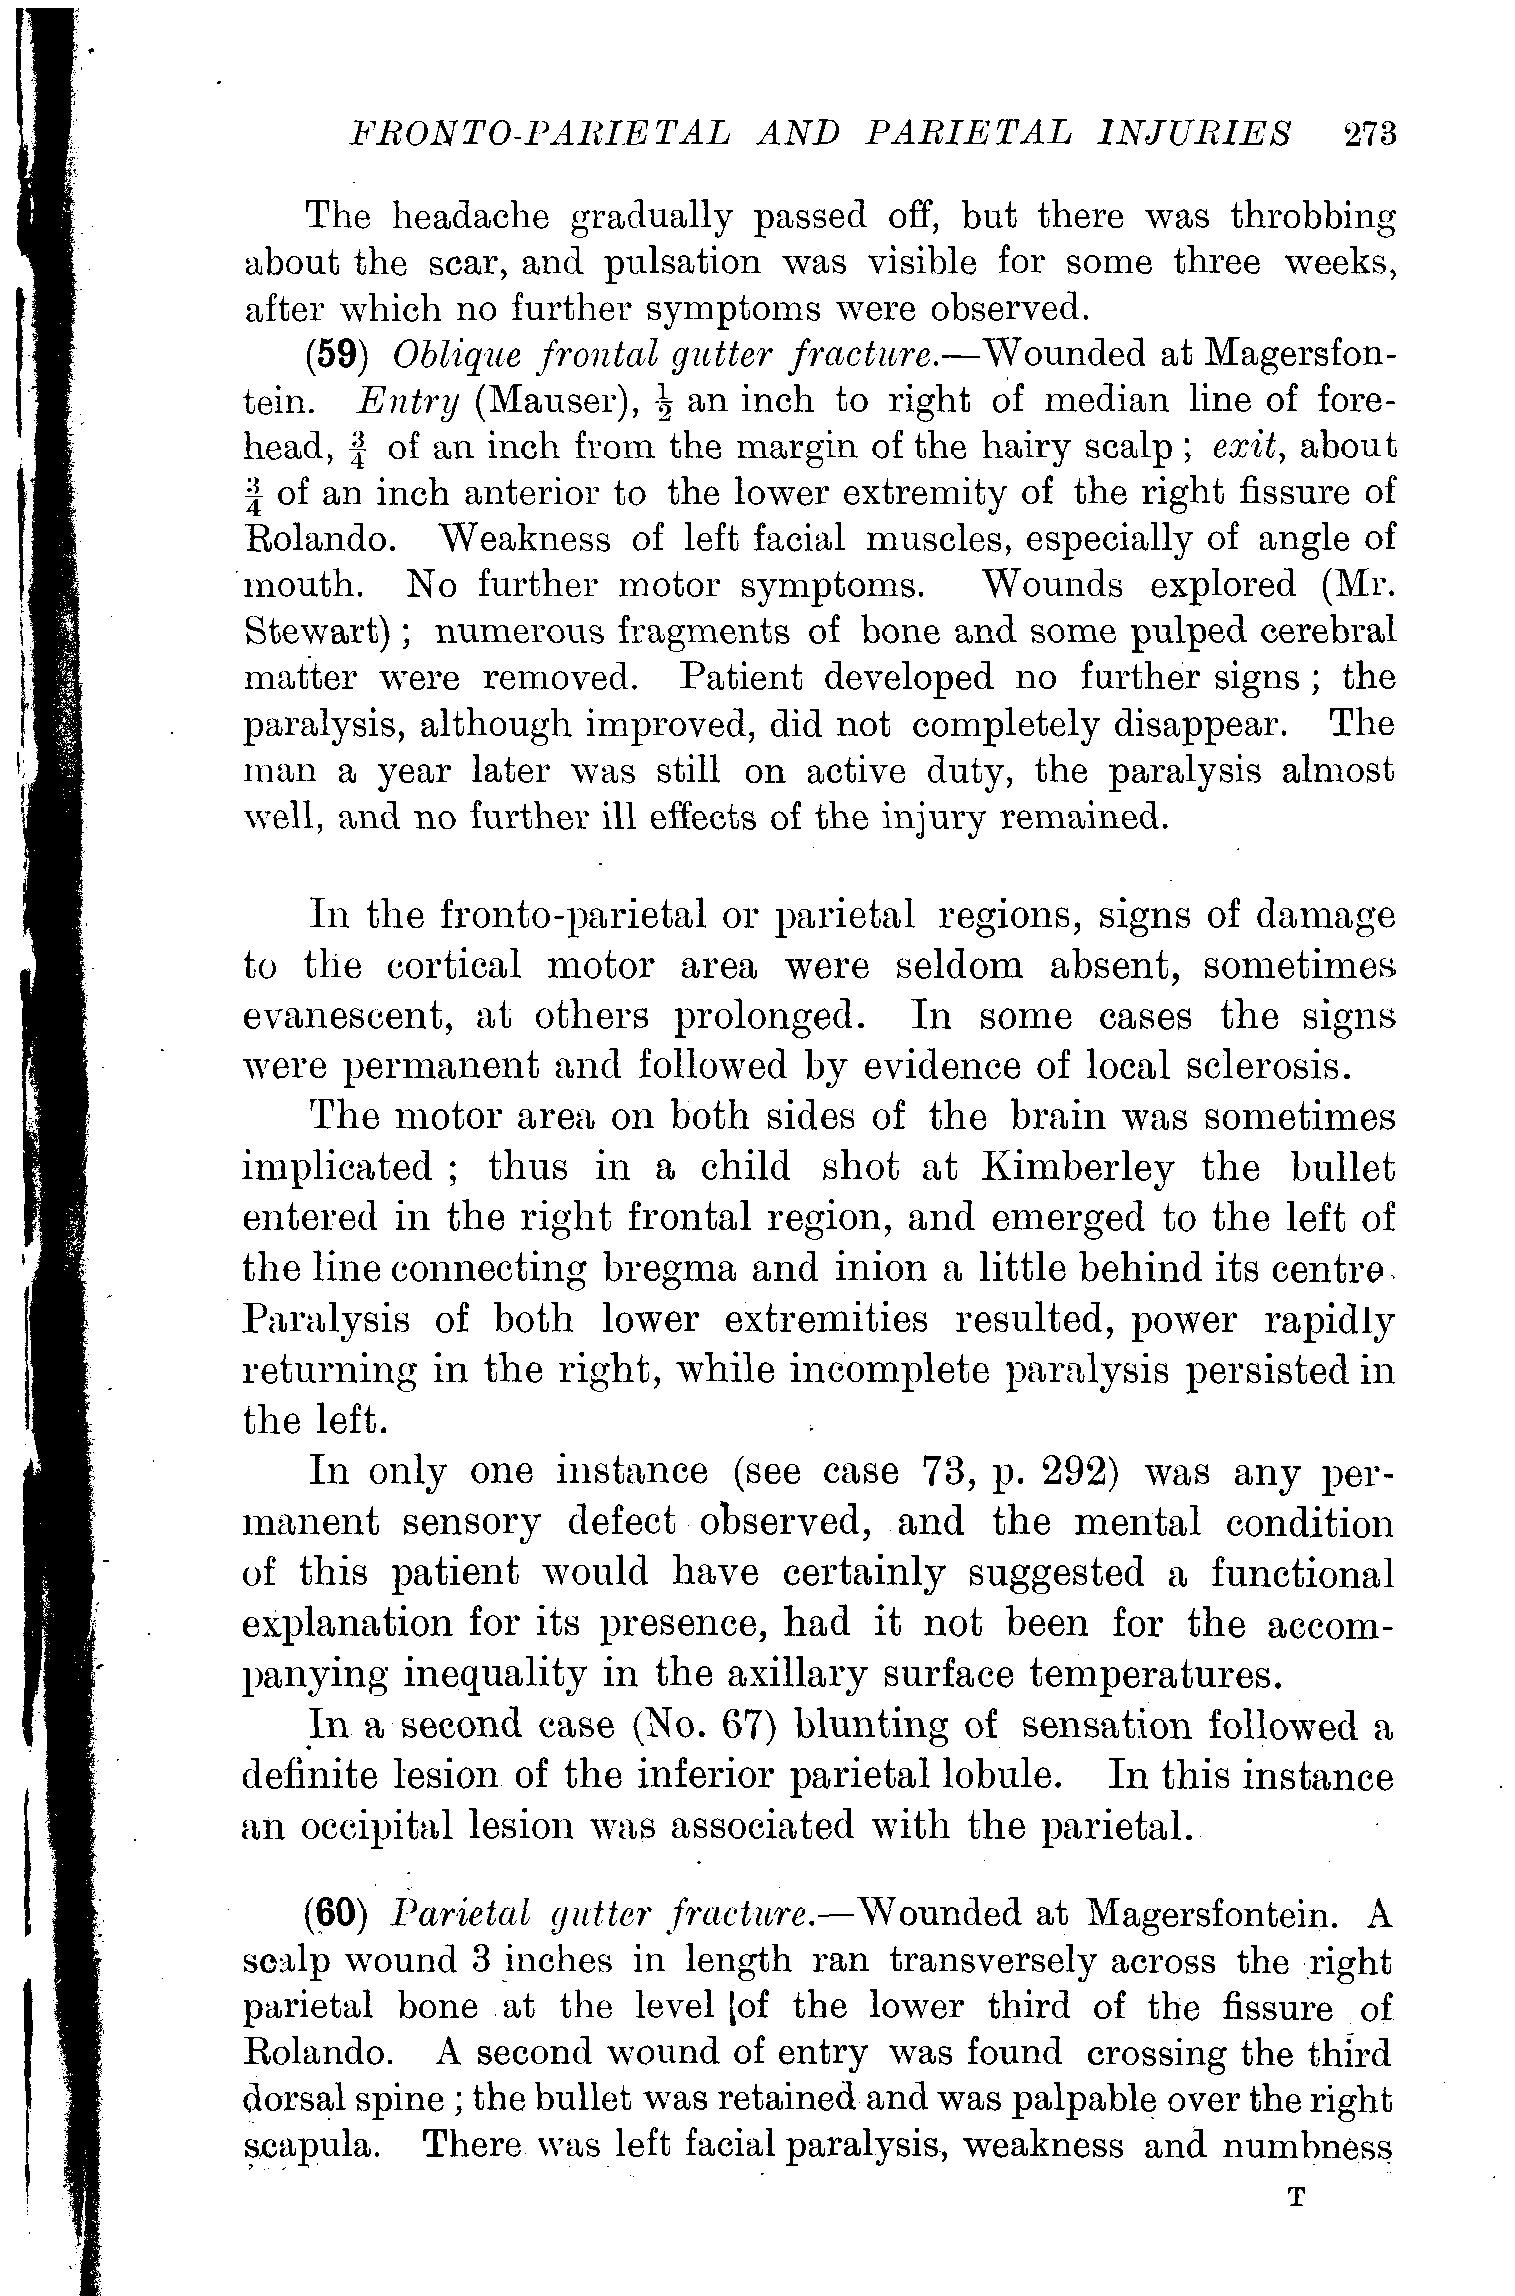 FRONTO-PARIETAL AND PARIETAL INJURIES 273
The headache gradually passed off, but there was throbbing
about the scar, and pulsation was visible for some three weeks,
after which no further symptoms were observed.
(59) Oblique frontal gutter fracture.—Wounded at Magersfon-
tein. Entry (Mauser), ½ an inch to right of median line of fore-
head, ¾ of an inch from the margin of the hairy scalp ; exit, about
¾ of an inch anterior to the lower extremity of the right fissure of
Rolando. Weakness of left facial muscles, especially of angle of
mouth. No further motor symptoms. Wounds explored (Mr.
Stewart) ; numerous fragments of bone and some pulped cerebral
matter were removed. Patient developed no further signs ; the
paralysis, although improved, did not completely disappear. The
man a year later was still on active duty, the paralysis almost
well, and no further ill effects of the injury remained.
In the fronto-parietal or parietal regions, signs of damage
to the cortical motor area were seldom absent, sometimes
evanescent, at others prolonged. In some cases the signs
were permanent and followed by evidence of local sclerosis.
The motor area on both sides of the brain was sometimes
implicated ; thus in a child shot at Kimberley the bullet
entered in the right frontal region, and emerged to the left of
the line connecting bregma and inion a little behind its centre.
Paralysis of both lower extremities resulted, power rapidly
returning in the right, while incomplete paralysis persisted in
the left.
In only one instance (see case 73, p. 292) was any per-
manent sensory defect observed, and the mental condition
of this patient would have certainly suggested a functional
explanation for its presence, had it not been for the accom-
panying inequality in the axillary surface temperatures.
In a second case (No. 67) blunting of sensation followed a
definite lesion of the inferior parietal lobule. In this instance
an occipital lesion was associated with the parietal.
(60) Parietal gutter fracture.—Wounded at Magersfontein. A
scalp wound 3 inches in length ran transversely across the right
parietal bone at the level of the lower third of the fissure of
Rolando. A second wound of entry was found crossing the third
dorsal spine ; the bullet was retained and was palpable over the right
scapula. There was left facial paralysis, weakness and numbness
T